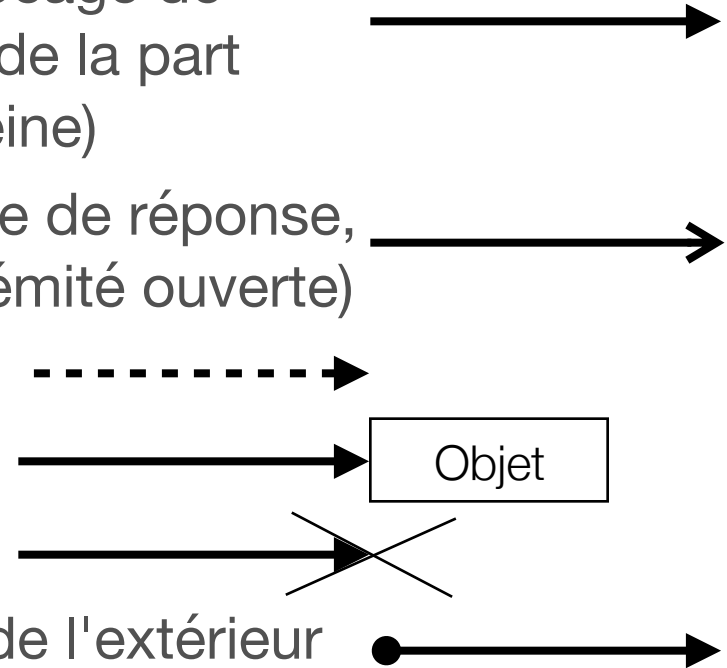 de la part
eine)
e de réponse,
émité ouverte)
Objet
de l'extérieur